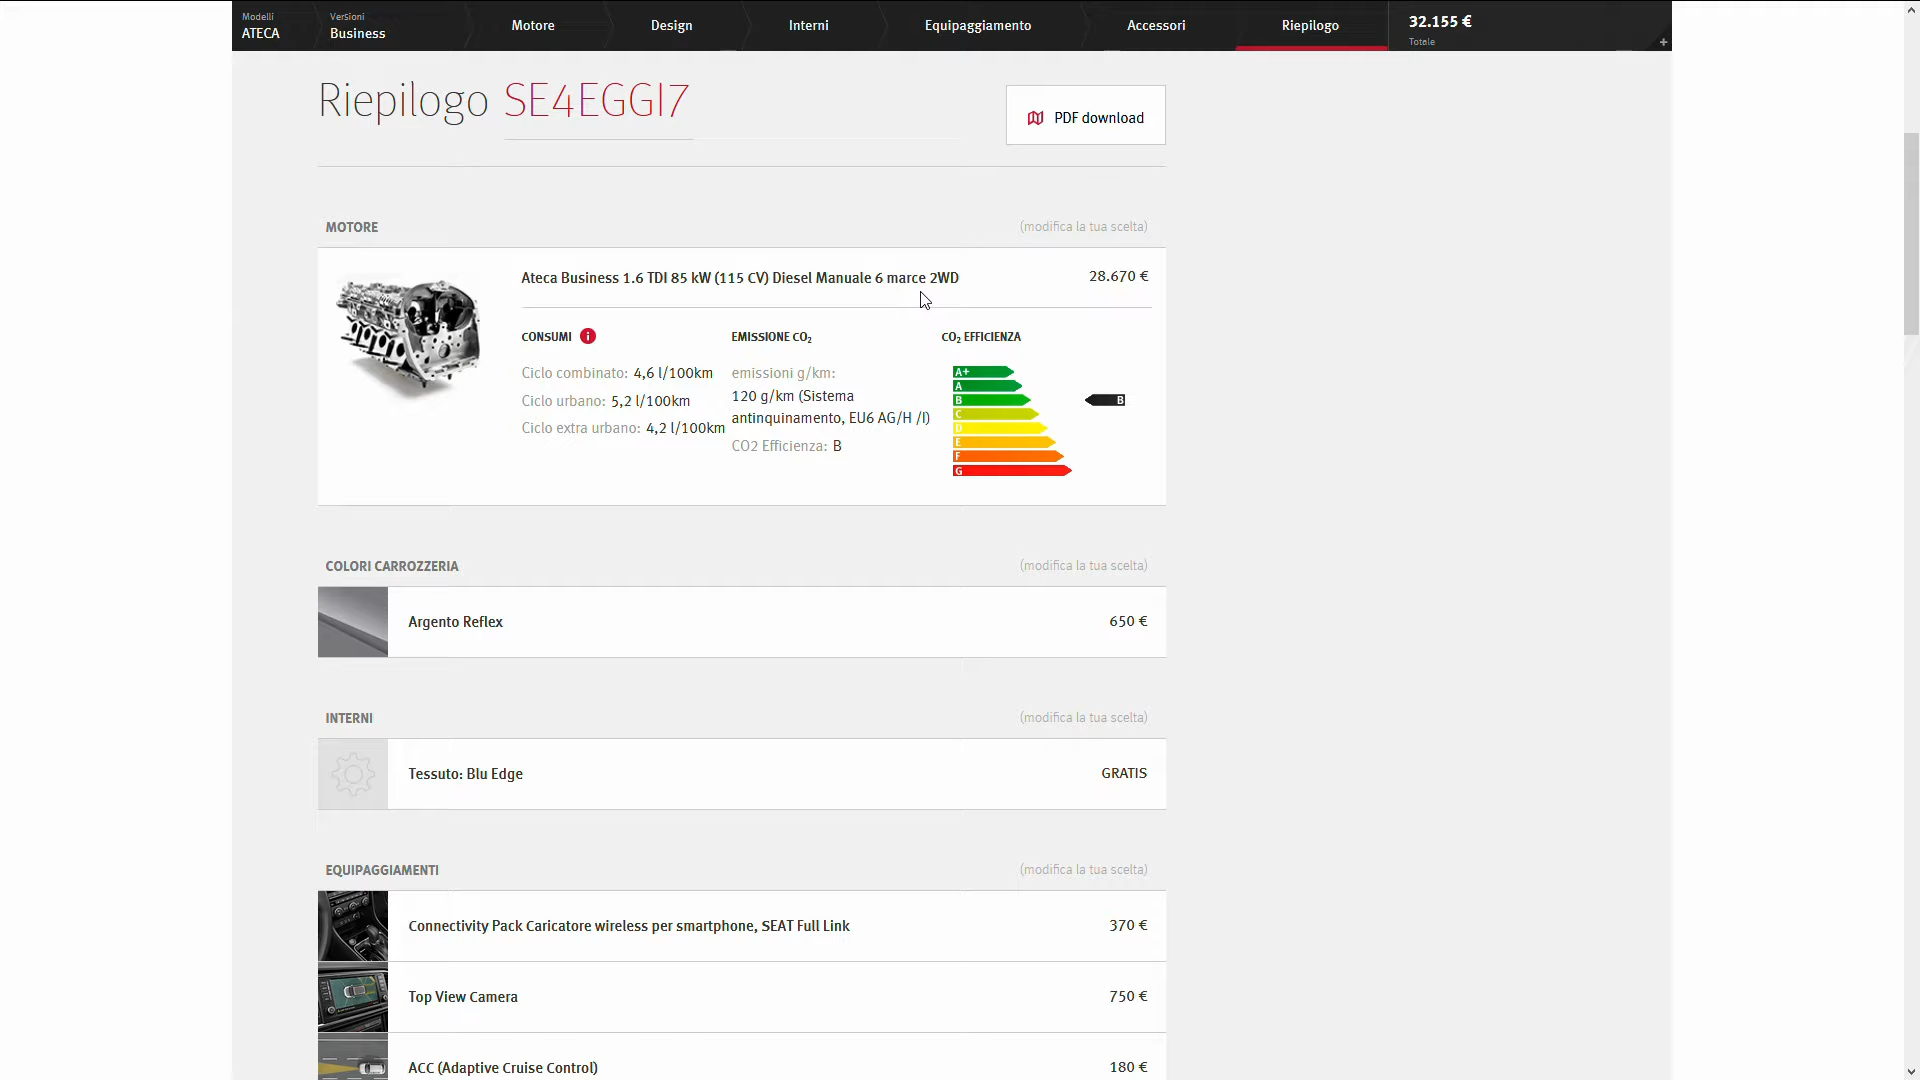 Modelli
ATECA
Versioni
Business
Motore
Design
Interni
Equipaggiamento
Accessori
Riepilogo
32.155 €
Totale
+
Riepilogo SE4EGGI7
PDF download
MOTORE
(modifica la tua scelta)
Ateca Business 1.6 TDI 85 kW (115 CV) Diesel Manuale 6 marce 2WD
28.670 €
CONSUMI i
Ciclo combinato: 4,6 l/100km
Ciclo urbano: 5,2 l/100km
Ciclo extra urbano: 4,2 l/100km
EMISSIONE CO₂
emissioni g/km:
120 g/km (Sistema
antinquinamento, EU6 AG/H /I)
CO2 Efficienza: B
CO₂ EFFICIENZA
A+
A
B
C
D
E
F
G
B
COLORI CARROZZERIA
(modifica la tua scelta)
Argento Reflex
650 €
INTERNI
(modifica la tua scelta)
Tessuto: Blu Edge
GRATIS
EQUIPAGGIAMENTI
(modifica la tua scelta)
Connectivity Pack Caricatore wireless per smartphone, SEAT Full Link
370 €
Top View Camera
750 €
ACC (Adaptive Cruise Control)
180 €